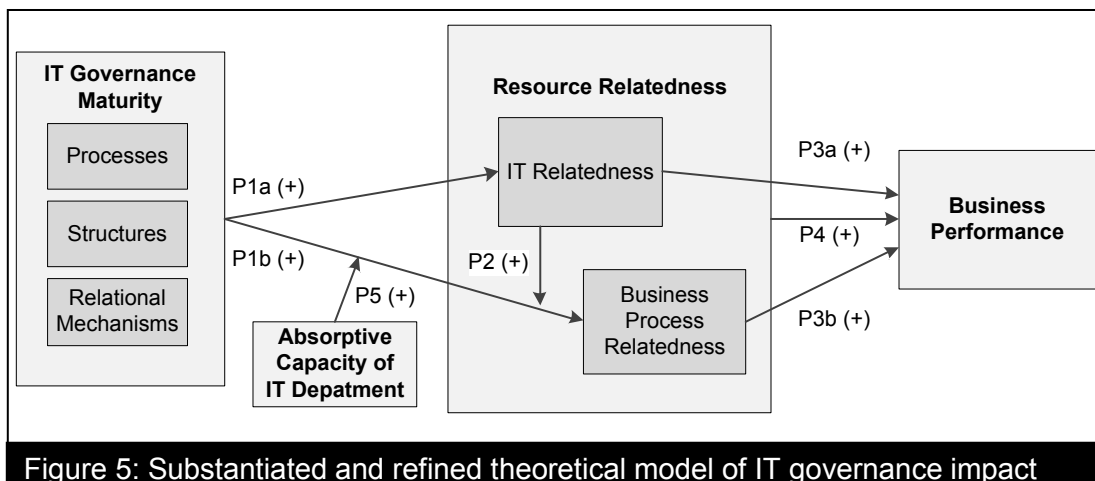 IT Governance
Maturity
Processes
Structures
Relational
Mechanisms
P1a (+)
P1b (+)
P5 (+)
Absorptive
Capacity of
IT Depatment
Resource Relatedness
IT Relatedness
P2 (+)
Business
Process
Relatedness
P3a (+)
P4 (+)
P3b (+)
Business
Performance
Figure 5: Substantiated and refined theoretical model of IT governance impact